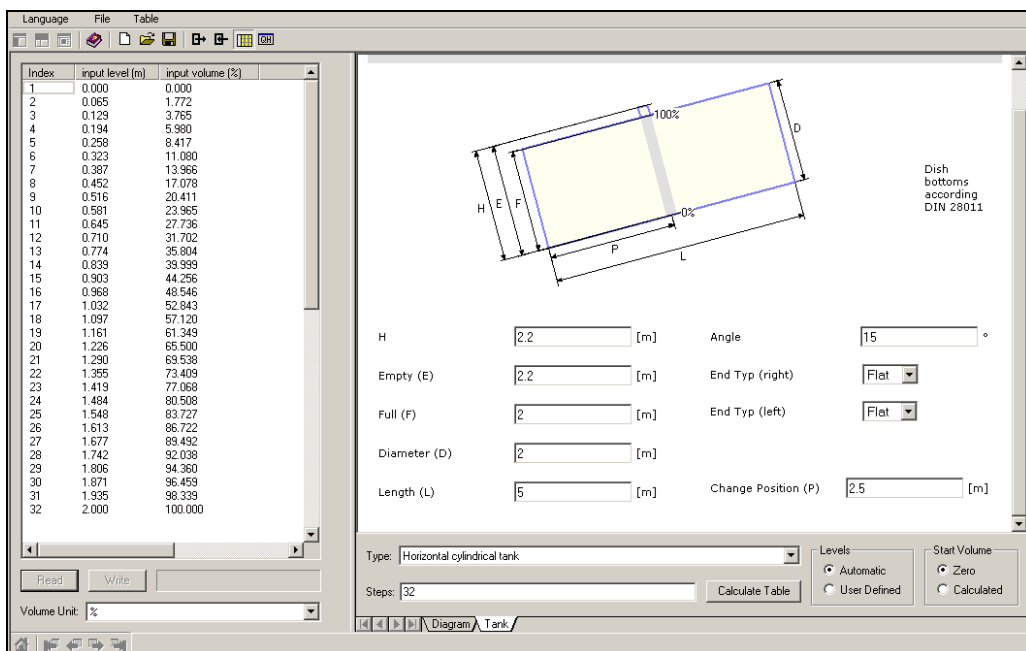 Language File Table
GH
Index input level (m) input volume (%)
1 0.000 0.000
2 0.065 1.772
3 0.129 3.765
4 0.194 5.980
5 0.258 8.417
6 0.323 11.080
7 0.387 13.966
8 0.452 17.078
9 0.516 20.411
10 0.581 23.965
11 0.645 27.736
12 0.710 31.702
13 0.774 35.804
14 0.839 39.999
15 0.903 44.256
16 0.968 48.546
17 1.032 52.843
18 1.097 57.120
19 1.161 61.349
20 1.226 65.500
21 1.290 69.538
22 1.355 73.409
23 1.419 77.068
24 1.484 80.508
25 1.548 83.727
26 1.613 86.722
27 1.677 89.492
28 1.742 92.038
29 1.806 94.360
30 1.871 96.459
31 1.935 98.339
32 2.000 100.000
Read Write
Volume Unit: %
100%
D
H E F
0%
P
L
Dish
bottoms
according
DIN 28011
H 2.2 [m] Angle 15 °
Empty (E) 2.2 [m] End Typ (right) Flat
Full (F) 2 [m] End Typ (left) Flat
Diameter (D) 2 [m]
Length (L) 5 [m] Change Position (P) 2.5 [m]
Type: Horizontal cylindrical tank
Steps: 32 Calculate Table
Levels
Automatic
User Defined
Start Volume
Zero
Calculated
Diagram Tank